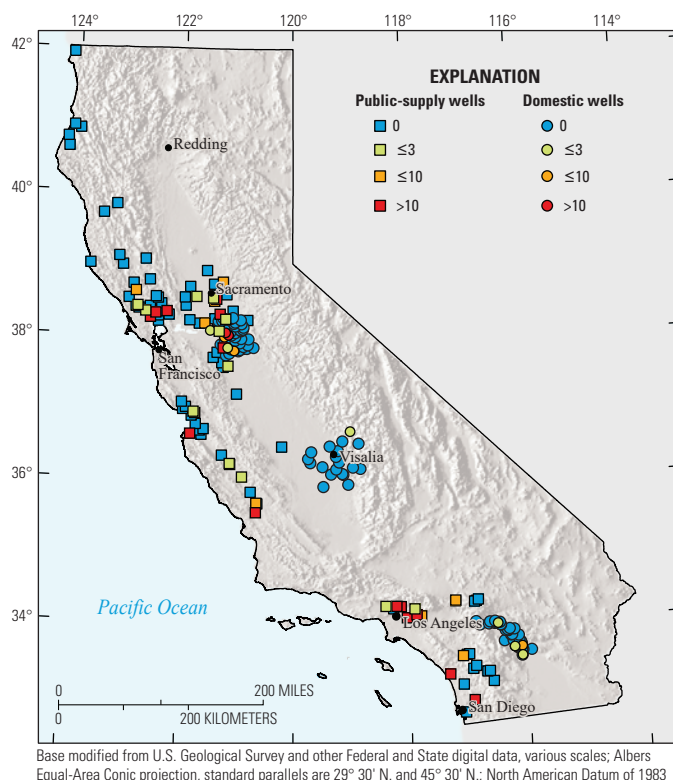 124° 122° 120° 118° 116° 114°
42°
40°
38°
36°
34°
EXPLANATION
Public-supply wells Domestic wells
0 0
≤3 ≤3
≤10 ≤10
>10 >10
Redding
Sacramento
San
Francisco
Visalia
Pacific Ocean
Los Angeles
San Diego
0 200 MILES
0 200 KILOMETERS
Base modified from U.S. Geological Survey and other Federal and State digital data, various scales; Albers
Equal-Area Conic projection, standard parallels are 29° 30' N. and 45° 30' N.; North American Datum of 1983